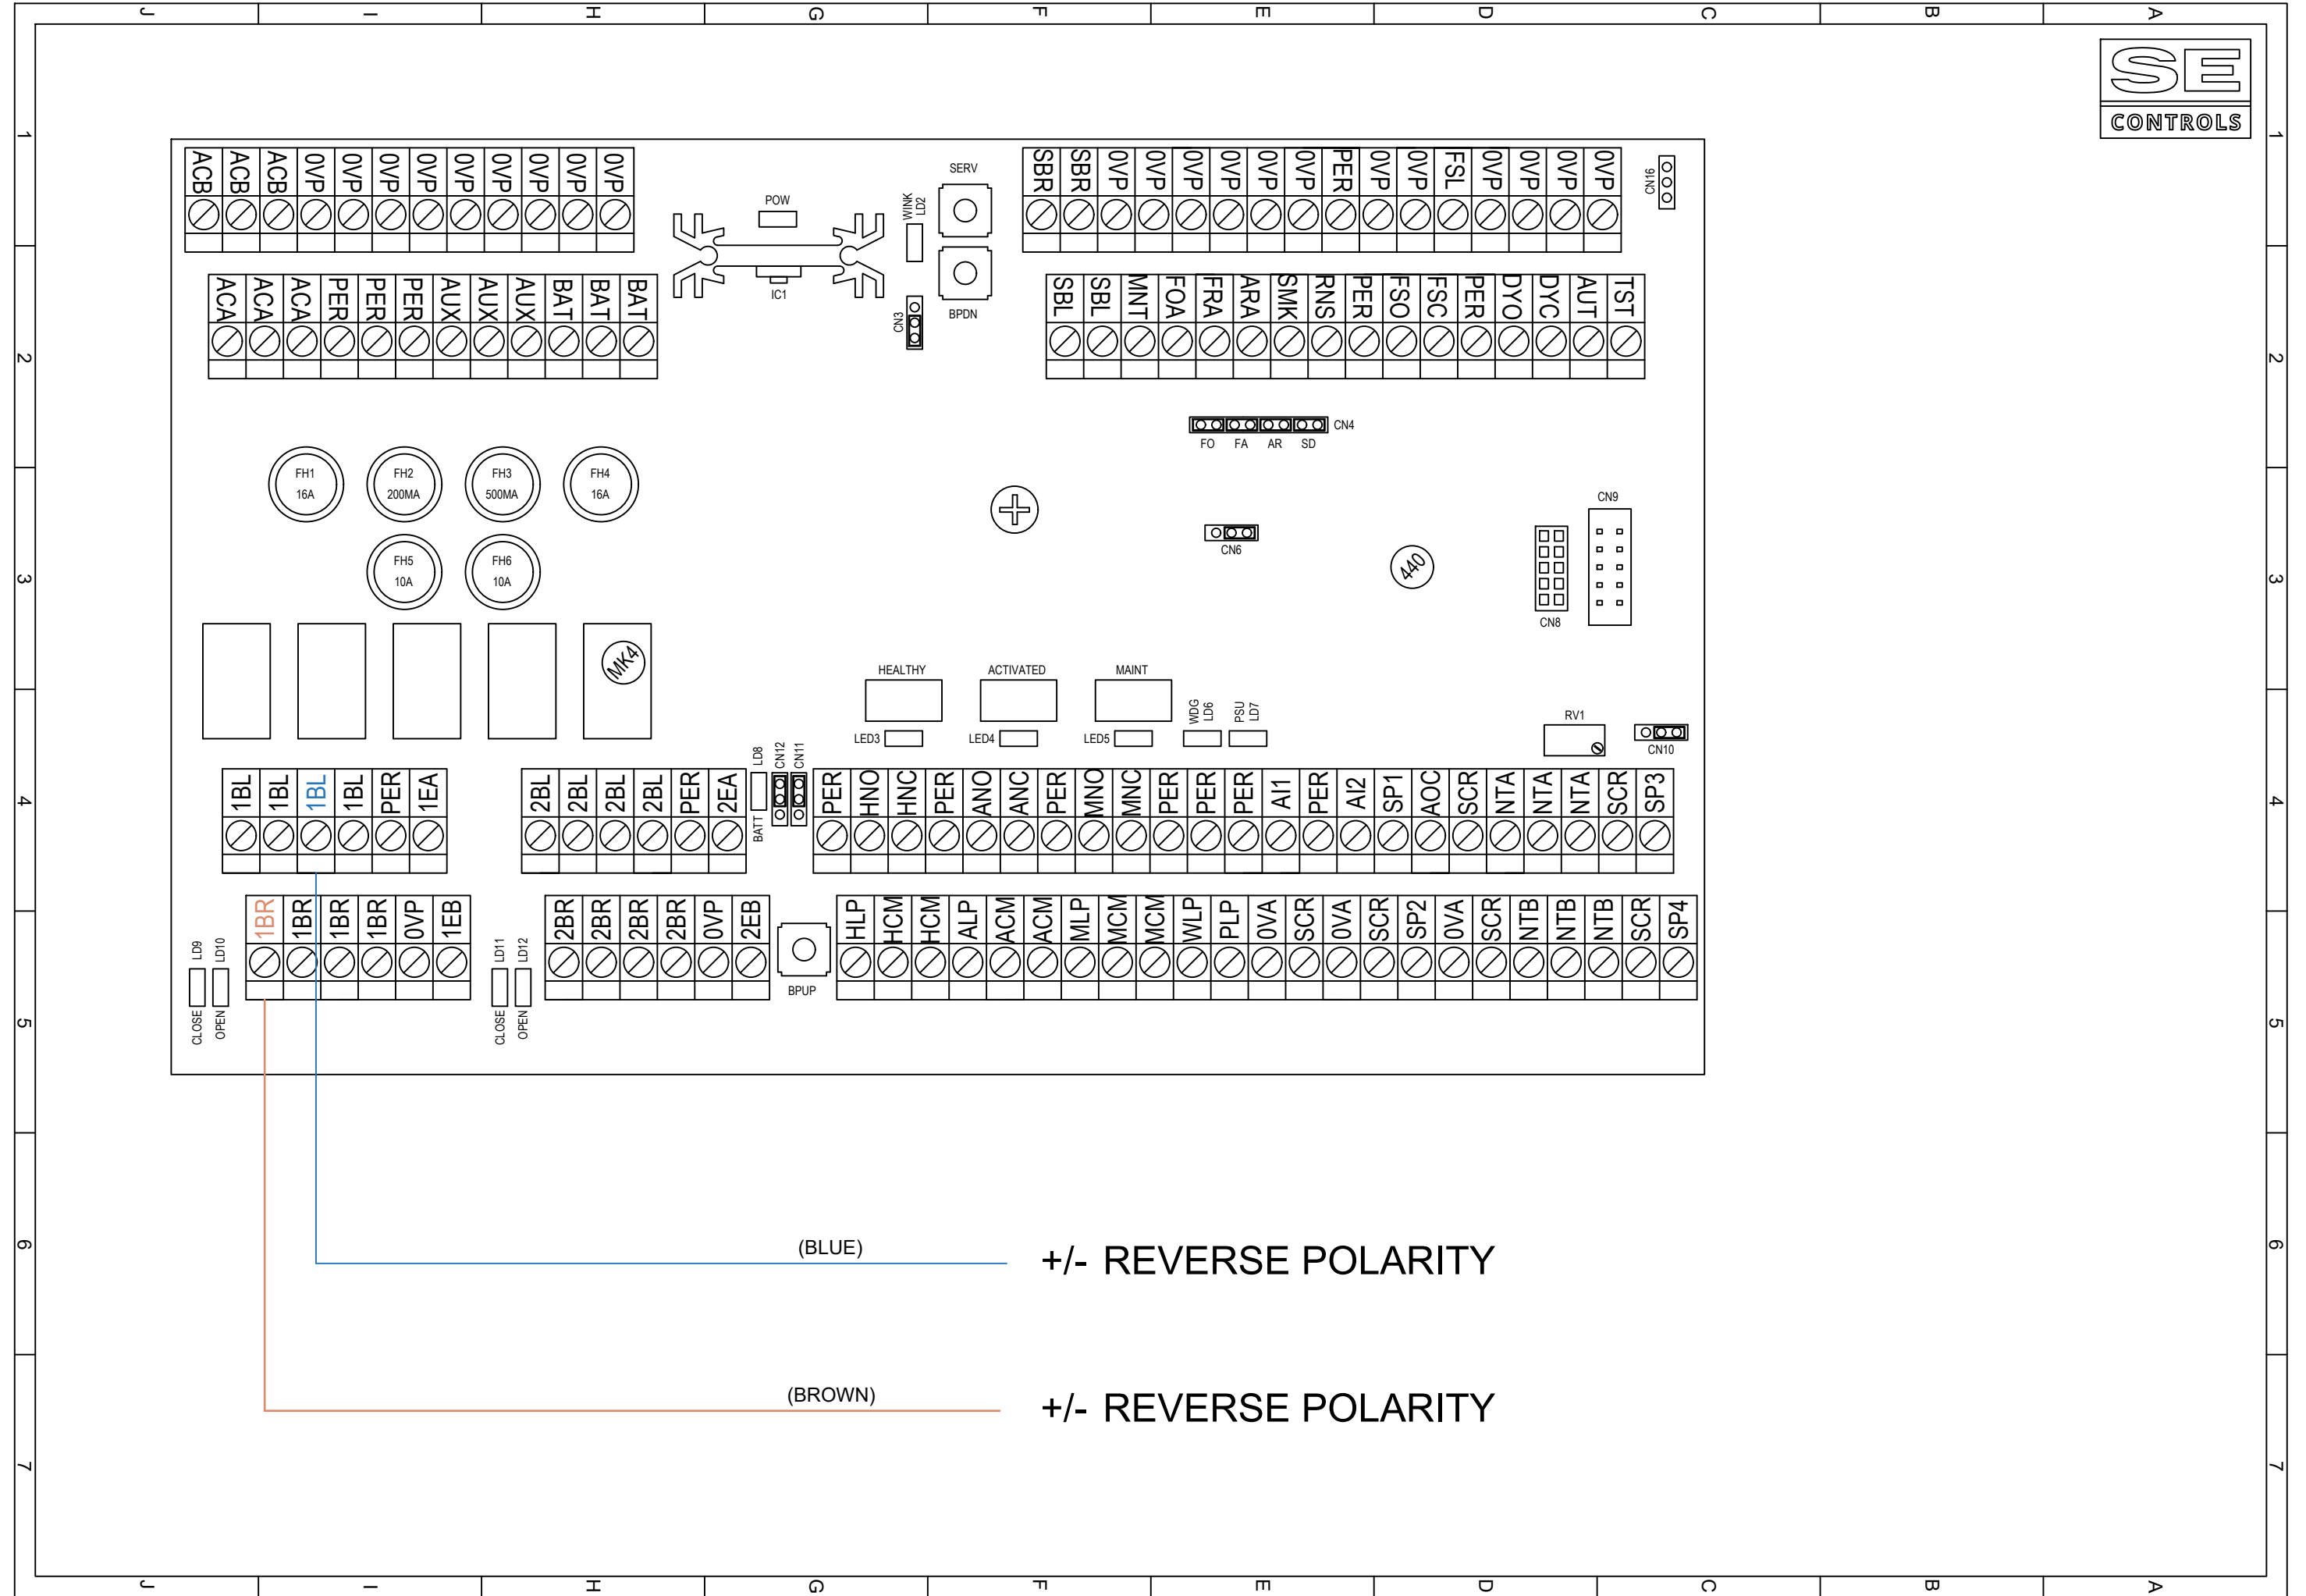 J I H G F E D C B A
SE
CONTROLS
1 1
ACB ACB ACB 0VP 0VP 0VP 0VP 0VP 0VP 0VP 0VP 0VP
POW
WINK
LD2
SERV
SBR SBR 0VP 0VP 0VP 0VP 0VP 0VP PER 0VP 0VP FSL 0VP 0VP 0VP 0VP
CN16
ACA ACA ACA PER PER PER AUX AUX AUX BAT BAT BAT
IC1
CN3
BPDN
SBL SBL MNT FOA FRA ARA SMK RNS PER FSO FSC PER DYO DYC AUT TST
2 2
CN4
FO FA AR SD
FH1
16A
FH2
200MA
FH3
500MA
FH4
16A
FH5
10A
FH6
10A
CN6
440
CN8
CN9
3 3
MK4
HEALTHY
ACTIVATED
MAINT
LED3
LED4
LED5
WDG
LD6
PSU
LD7
RV1
CN10
4 4
1BL 1BL 1BL 1BL PER 1EA
2BL 2BL 2BL 2BL PER 2EA
BATT LD8
CN12
CN11
PER HNO HNC PER ANO ANC PER MNO MNC PER PER PER AI1 PER AI2 SP1 AOC SCR NTA NTA NTA SCR SP3
1BR 1BR 1BR 1BR 0VP 1EB
2BR 2BR 2BR 2BR 0VP 2EB
BPUP
HLP HCM HCM ALP ACM ACM MLP MCM MCM WLP PLP 0VA SCR 0VA SCR SP2 0VA SCR NTB NTB NTB SCR SP4
CLOSE LD9
OPEN LD10
CLOSE LD11
OPEN LD12
5 5
6 6
(BLUE)
+/- REVERSE POLARITY
(BROWN)
+/- REVERSE POLARITY
7 7
J I H G F E D C B A